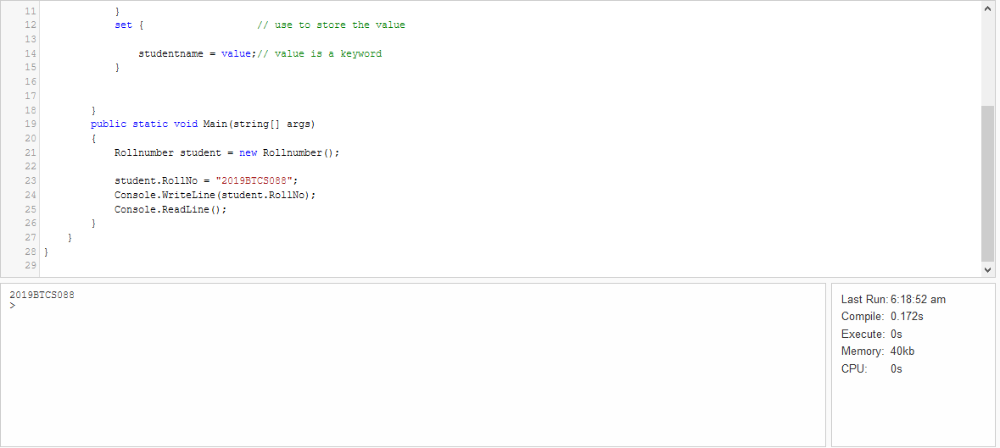 11 }
12 set { // use to store the value
13
14 studentname = value;// value is a keyword
15 }
16
17
18 }
19 public static void Main(string[] args)
20 {
21 Rollnumber student = new Rollnumber();
22
23 student.RollNo = "2019BTCS088";
24 Console.WriteLine(student.RollNo);
25 Console.ReadLine();
26 }
27 }
28 }
29
2019BTCS088
>
Last Run: 6:18:52 am
Compile: 0.172s
Execute: 0s
Memory: 40kb
CPU: 0s